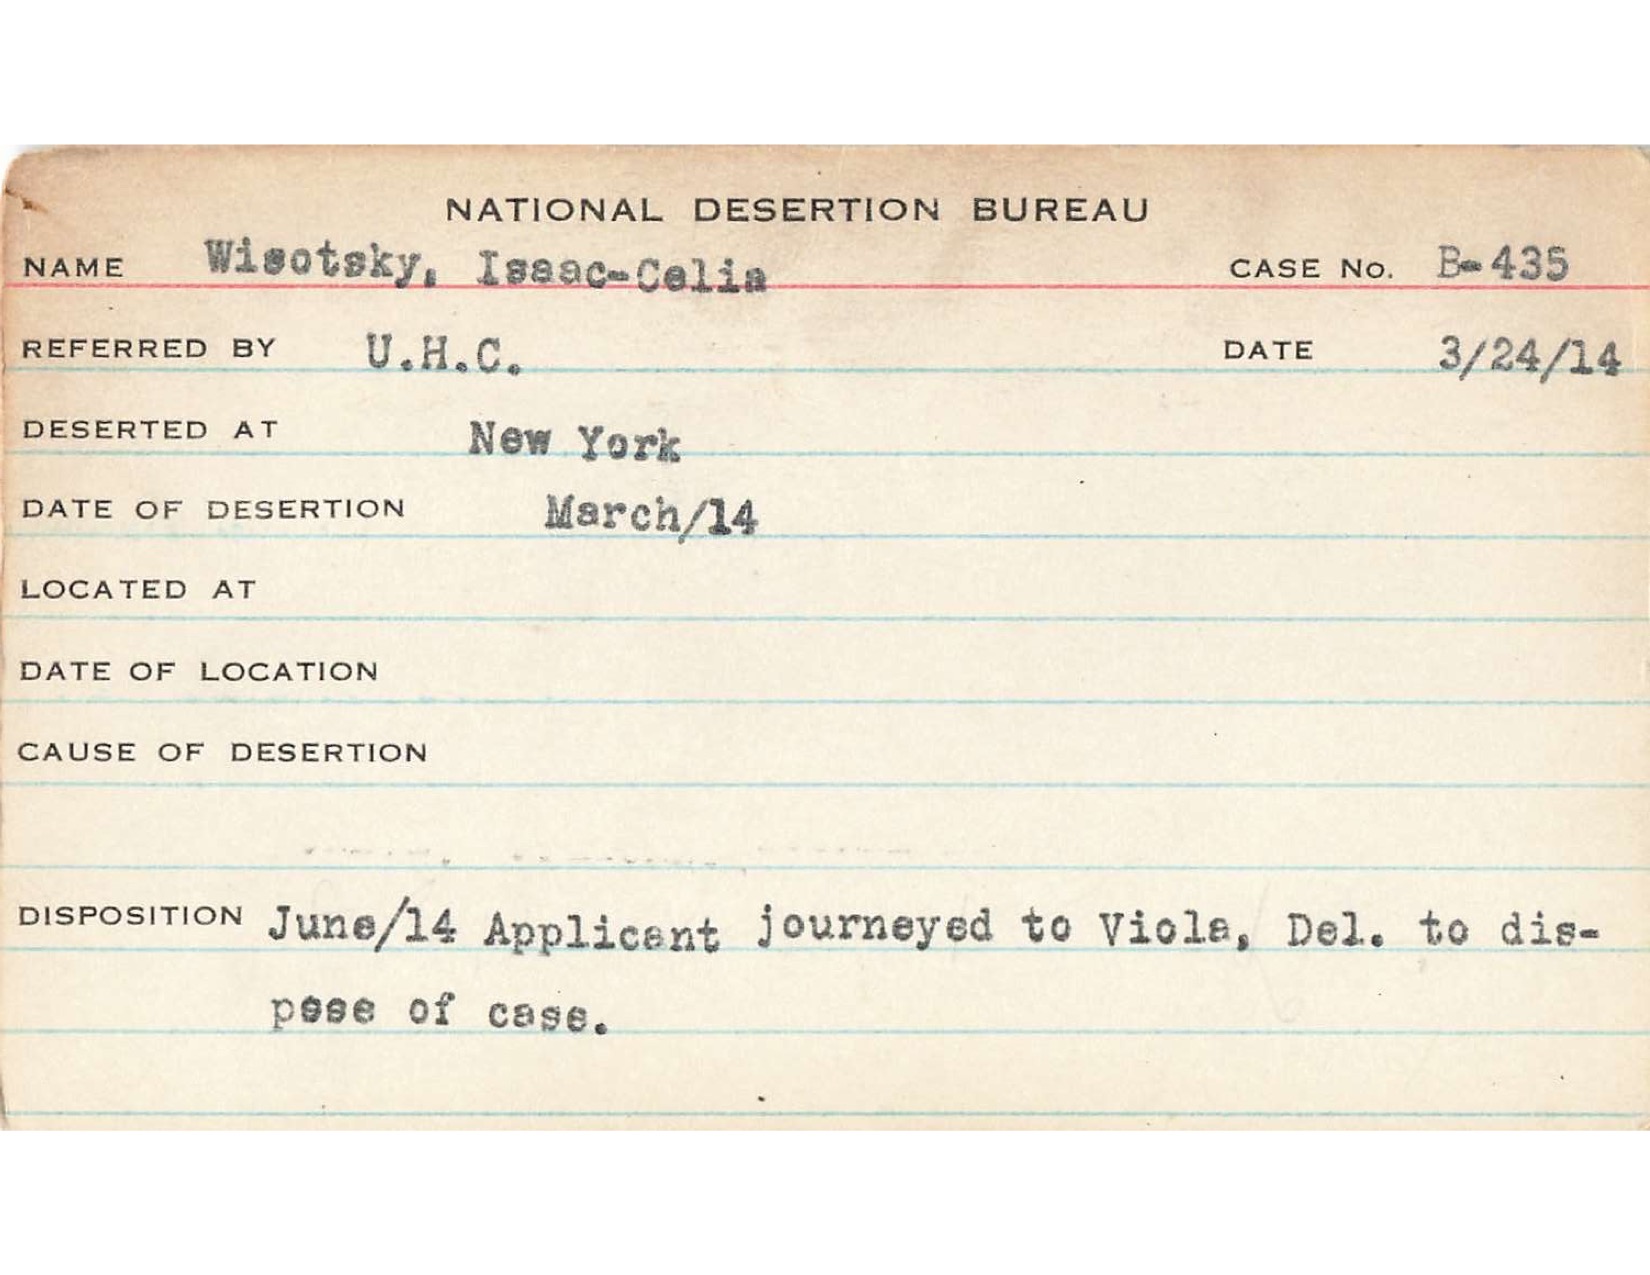 NATIONAL DESERTION BUREAU
NAME Wisotsky, Isaac-Celia CASE No. B-435
REFERRED BY U.H.C. DATE 3/24/14
DESERTED AT New York
DATE OF DESERTION March/14
LOCATED AT
DATE OF LOCATION
CAUSE OF DESERTION
DISPOSITION June/14 Applicant journeyed to Viola, Del. to dis-
pose of case.